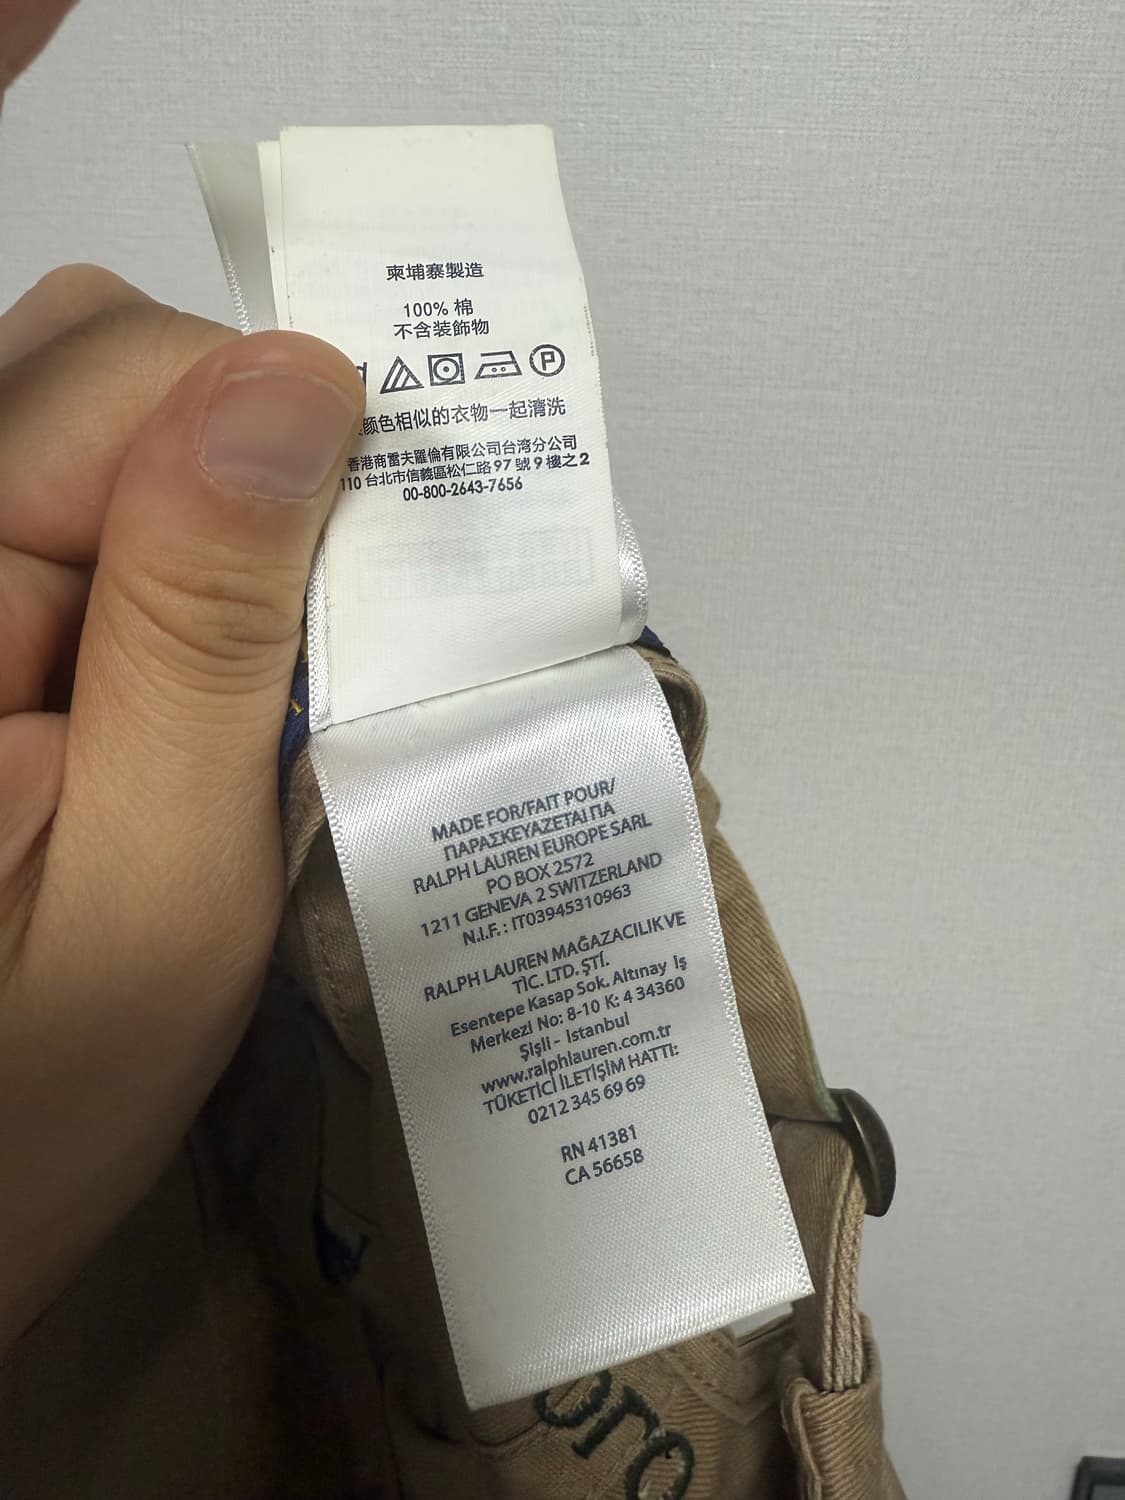 柬埔寨製造
100% 棉
不含装飾物
P
颜色相似的衣物一起清洗
香港商雷夫羅倫有限公司台湾分公司
110 台北市信義區松仁路 97 號 9 樓之2
00-800-2643-7656
MADE FOR/FAIT POUR/
ΠΑΡΑΣΚΕΥΑΖΕΤΑΙ ΠΑ
RALPH LAUREN EUROPE SARL
PO BOX 2572
1211 GENEVA 2 SWITZERLAND
N.I.F.: IT03945310963
RALPH LAUREN MAĞAZACILIK VE
TİC. LTD. ŞTİ.
Esentepe Kasap Sok. Altınay İş
Merkezi No: 8-10 K: 4 34360
Şişli - İstanbul
www.ralphlauren.com.tr
TÜKETİCİ İLETİŞİM HATTI:
0212 345 69 69
RN 41381
CA 56658